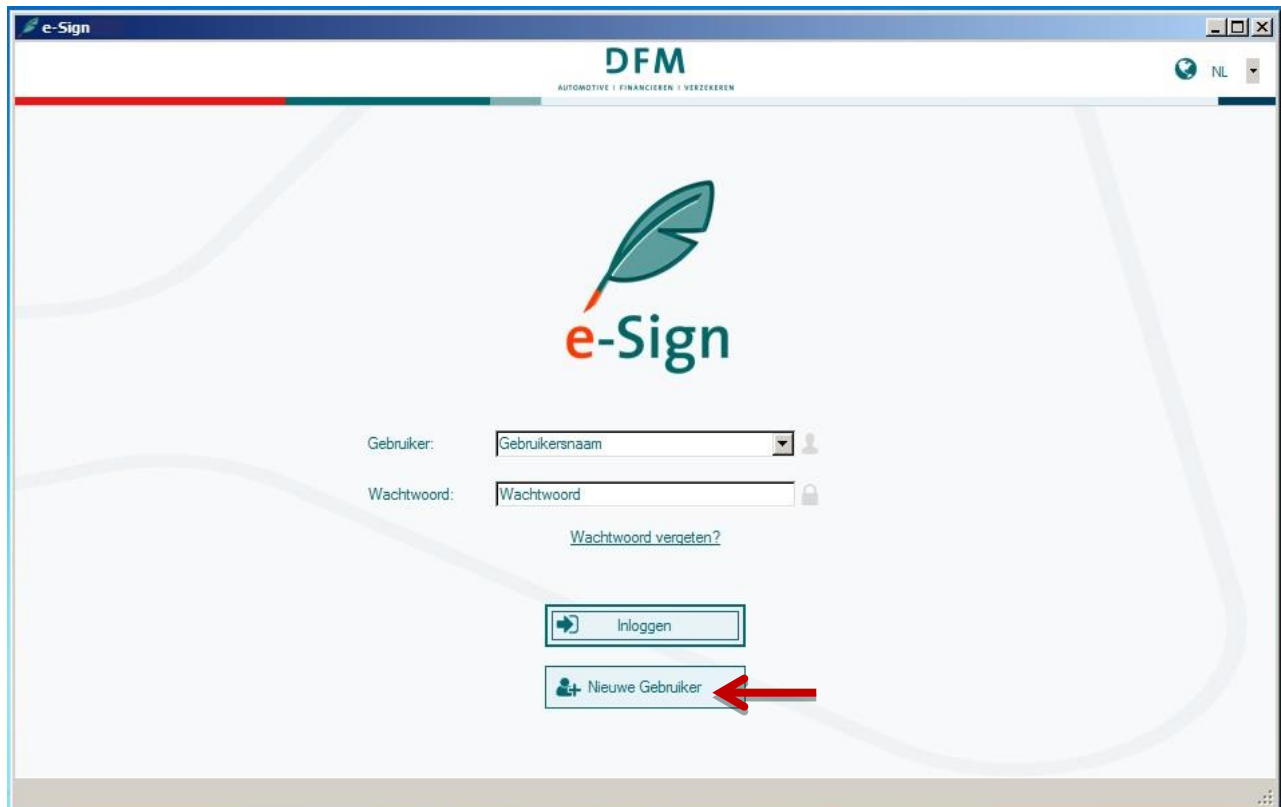 e-Sign
DFM
AUTOMOTIVE I FINANCIEREN I VERZEKEREN
NL
e-Sign
Gebruiker:
Gebruikersnaam
Wachtwoord:
Wachtwoord
Wachtwoord vergeten?
Inloggen
Nieuwe Gebruiker